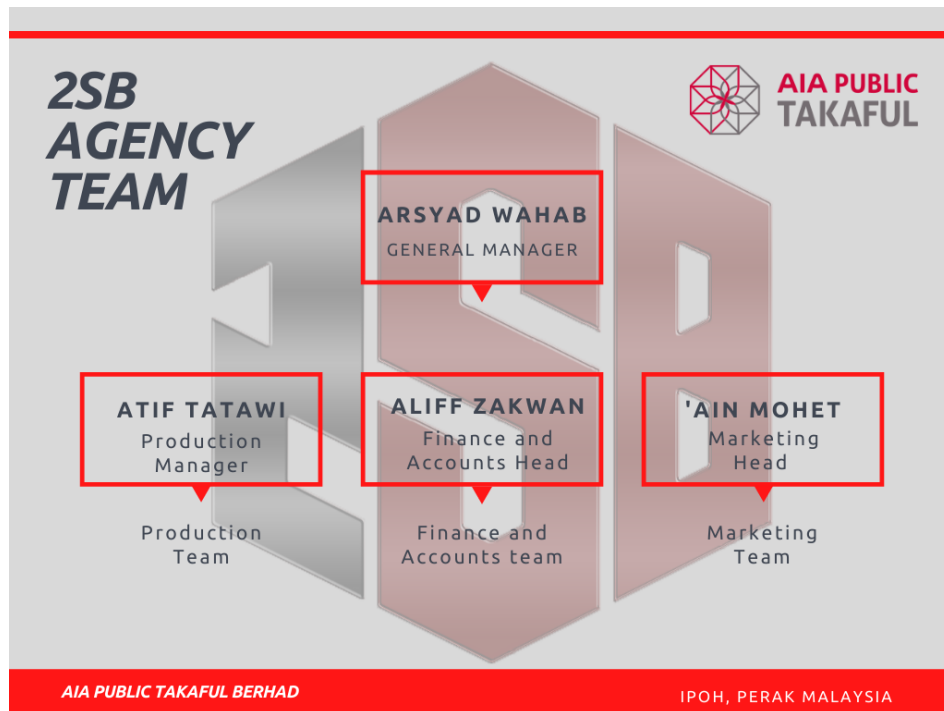 2SB
AGENCY
TEAM
AIA PUBLIC
TAKAFUL
ARSYAD WAHAB
GENERAL MANAGER
ATIF TATAWI
Production
Manager
ALIFF ZAKWAN
Finance and
Accounts Head
'AIN MOHET
Marketing
Head
Production
Team
Finance and
Accounts team
Marketing
Team
2SB
AIA PUBLIC TAKAFUL BERHAD
IPOH, PERAK MALAYSIA